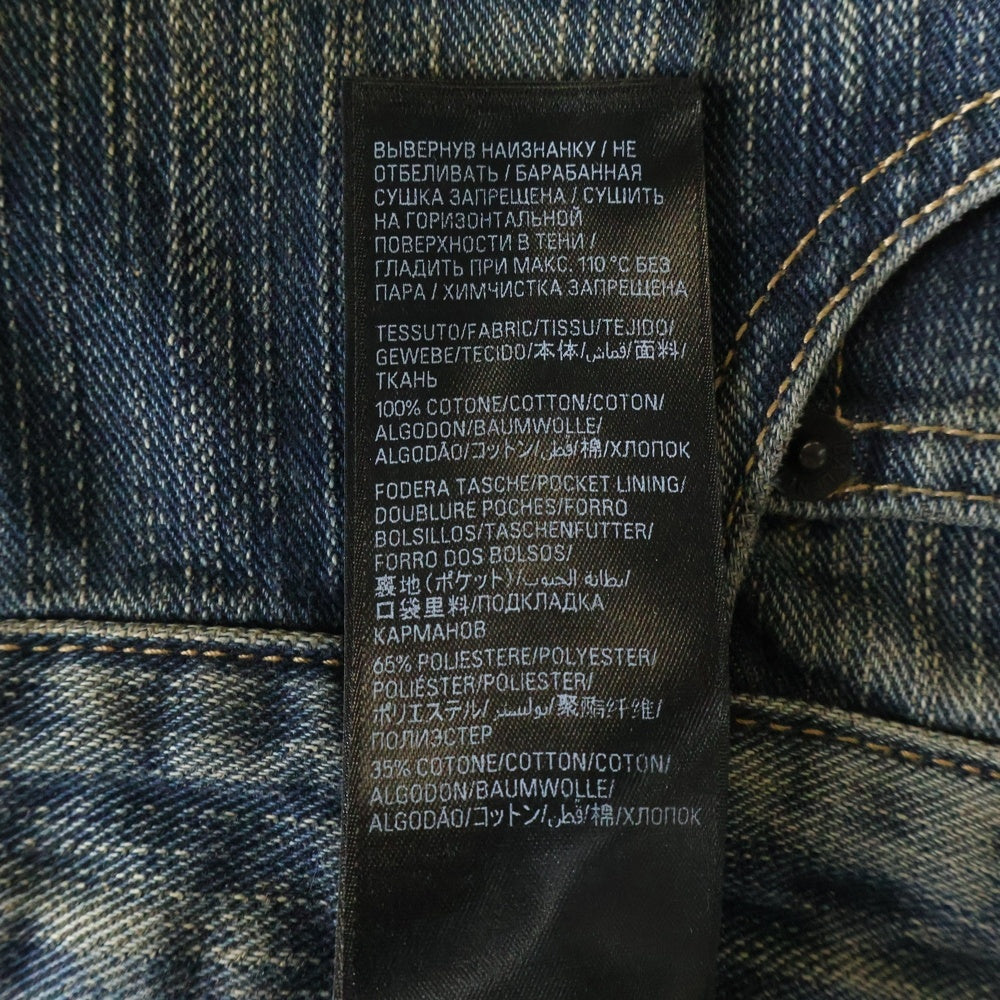 ВЫВЕРНУВ НАИЗНАНКУ / НЕ
ОТБЕЛИВАТЬ / БАРАБАННАЯ
СУШКА ЗАПРЕЩЕНА / СУШИТЬ
НА ГОРИЗОНТАЛЬНОЙ
ПОВЕРХНОСТИ В ТЕНИ /
ГЛАДИТЬ ПРИ МАКС. 110 °C БЕЗ
ПАРА / ХИМЧИСТКА ЗАПРЕЩЕНА
TESSUTO/FABRIC/TISSU/TEJIDO/
GEWEBE/TECIDO/本体/قماش/面料/
ТКАНЬ
100% COTONE/COTTON/COTON/
ALGODON/BAUMWOLLE/
ALGODÃO/コットン/قطن/棉/ХЛОПОК
FODERA TASCHE/POCKET LINING/
DOUBLURE POCHES/FORRO
BOLSILLOS/TASCHENFUTTER/
FORRO DOS BOLSOS/
裏地(ポケット)/بطانة الجيوب/
口袋里料/ПОДКЛАДКА
КАРМАНОВ
65% POLIESTERE/POLYESTER/
POLIÉSTER/POLIESTER/
ポリエステル/بوليستر/聚酯纤维/
ПОЛИЭСТЕР
35% COTONE/COTTON/COTON/
ALGODON/BAUMWOLLE/
ALGODÃO/コットン/قطن/棉/ХЛОПОК